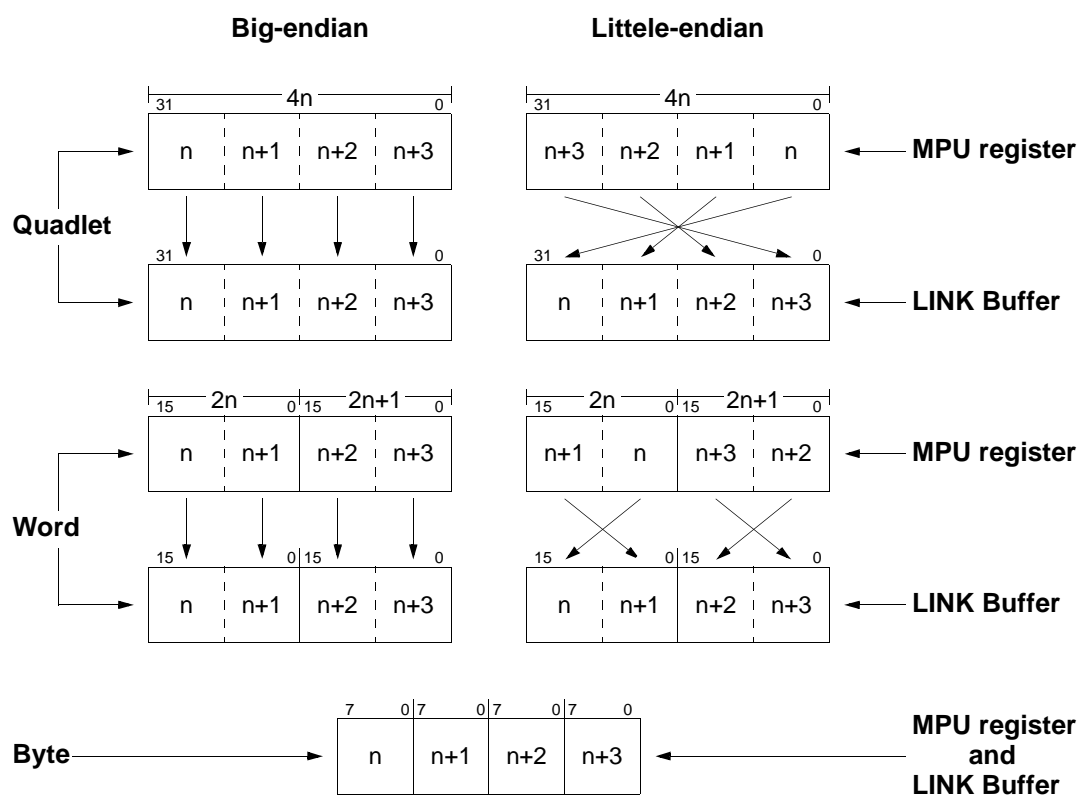 Big-endian Littele-endian
4n 4n
31 0 31 0
n n+1 n+2 n+3 n+3 n+2 n+1 n MPU register
Quadlet
31 0 31 0
n n+1 n+2 n+3 n n+1 n+2 n+3 LINK Buffer
2n 2n+1 2n 2n+1
15 0 15 0 15 0 15 0
n n+1 n+2 n+3 n+1 n n+3 n+2 MPU register
Word
15 0 15 0 15 0 15 0
n n+1 n+2 n+3 n n+1 n+2 n+3 LINK Buffer
7 0 7 0 7 0 7 0
Byte n n+1 n+2 n+3 MPU register
and
LINK Buffer